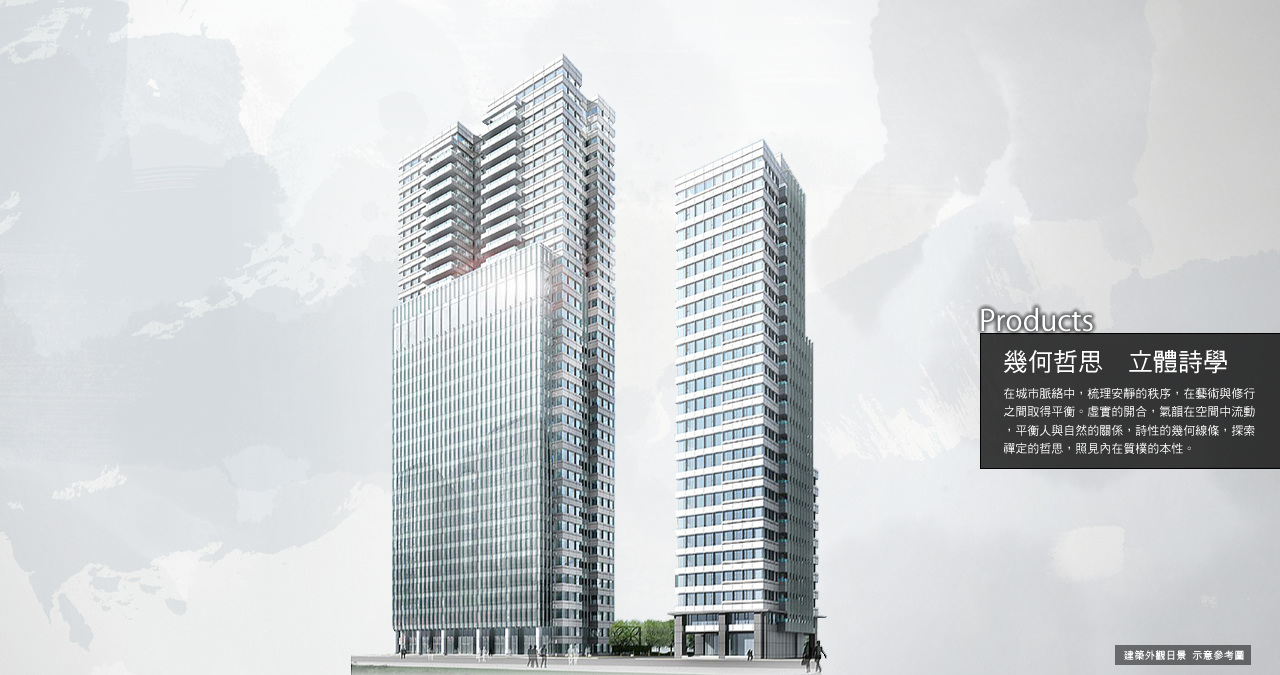 Products
幾何哲思　立體詩學
在城市脈絡中，梳理安靜的秩序，在藝術與修行
之間取得平衡。虛實的開合，氣韻在空間中流動
，平衡人與自然的關係，詩性的幾何線條，探索
禪定的哲思，照見內在質樸的本性。
建築外觀日景 示意參考圖